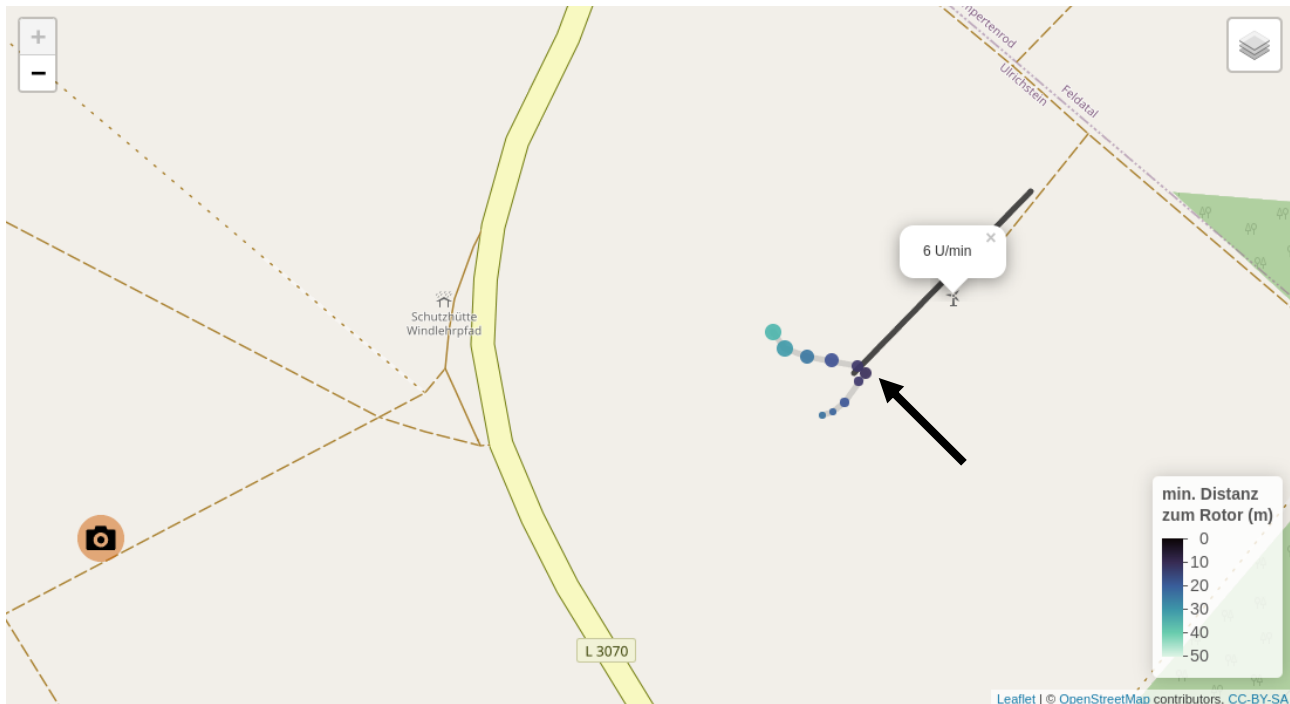 +
−
mpertenrod
Ulrichstein
Feldatal
6 U/min
×
Schutzhütte
Windlehrpfad
L 3070
min. Distanz
zum Rotor (m)
0
10
20
30
40
50
Leaflet | © OpenStreetMap contributors, CC-BY-SA